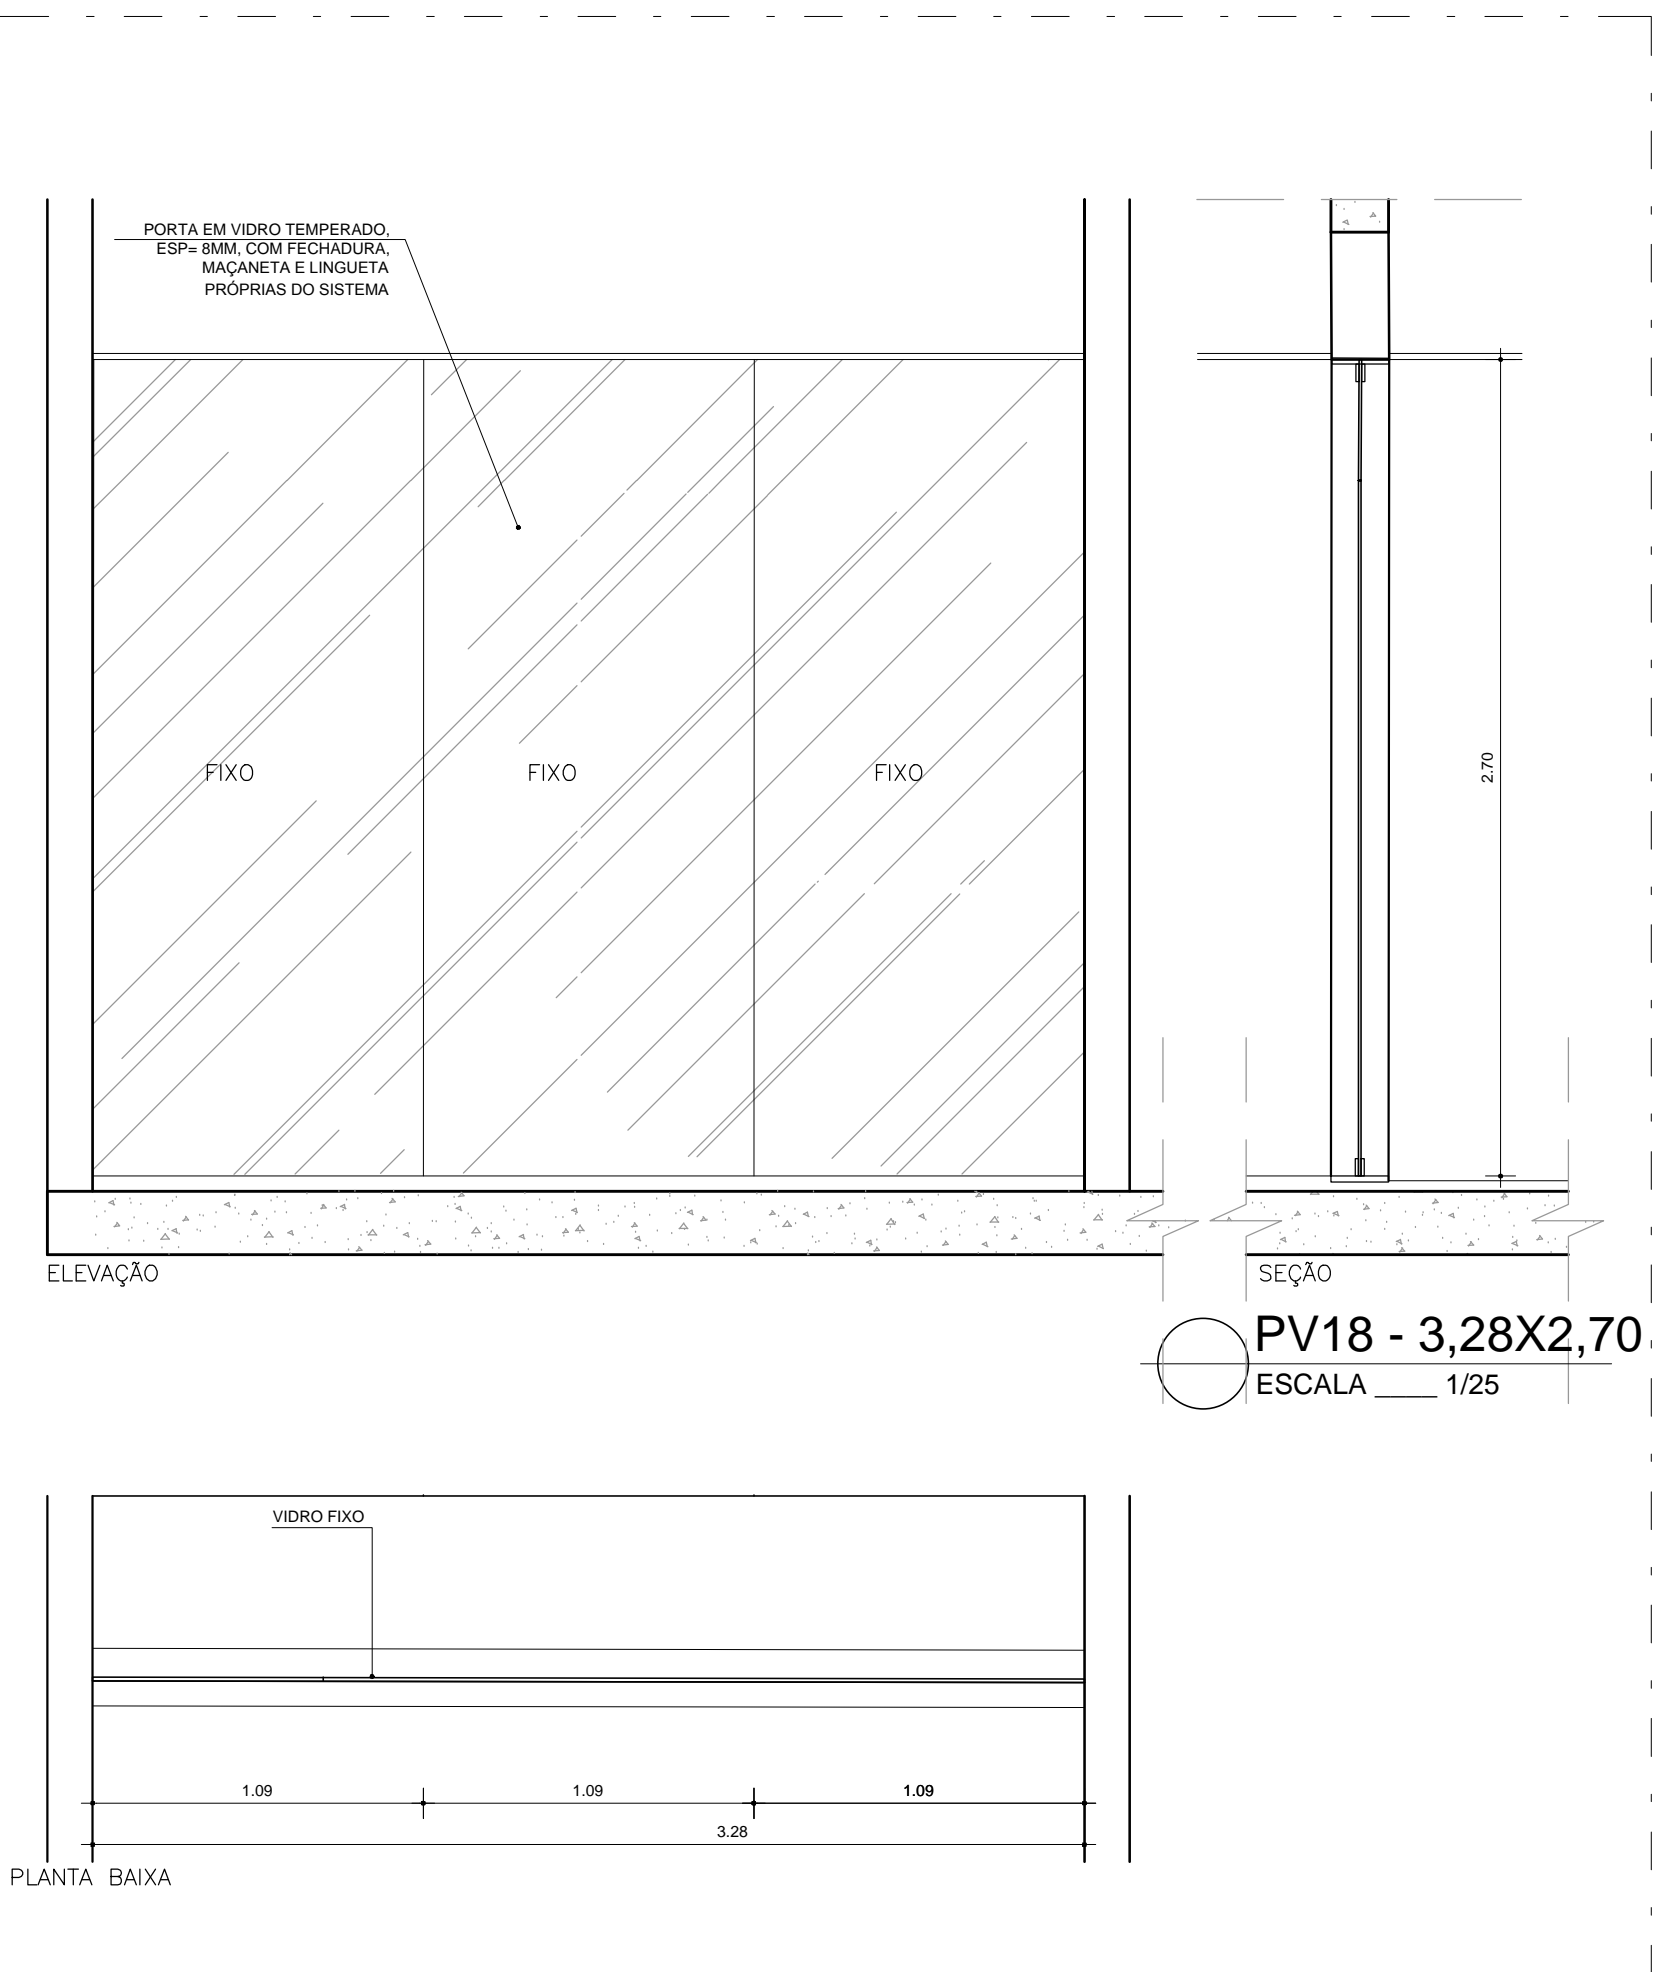 PORTA EM VIDRO TEMPERADO,
ESP= 8MM, COM FECHADURA,
MAÇANETA E LINGUETA
PRÓPRIAS DO SISTEMA
FIXO
FIXO
FIXO
2.70
ELEVAÇÃO
SEÇÃO
PV18 - 3,28X2,70
ESCALA ____ 1/25
VIDRO FIXO
1.09
1.09
1.09
3.28
PLANTA BAIXA